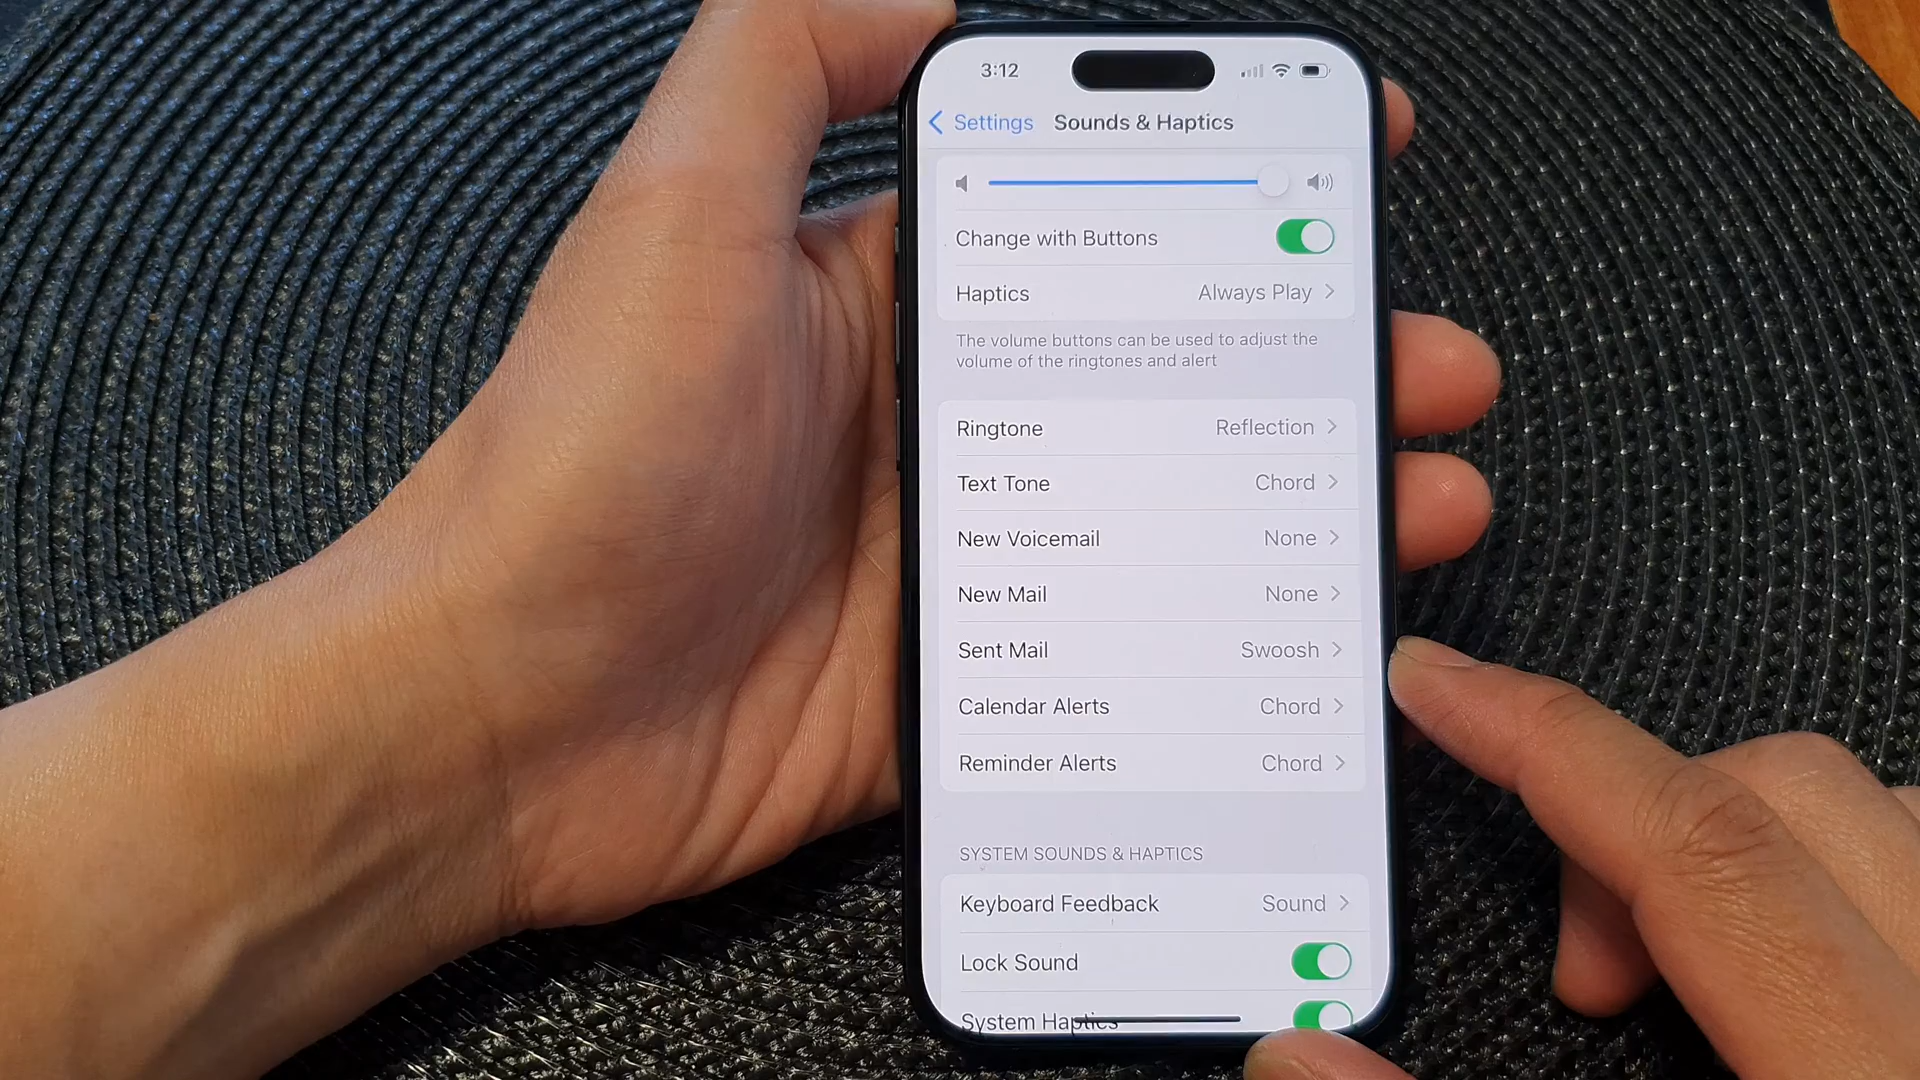 3:12
Settings Sounds & Haptics
Change with Buttons
Haptics Always Play
The volume buttons can be used to adjust the
volume of the ringtones and alert
Ringtone Reflection
Text Tone Chord
New Voicemail None
New Mail None
Sent Mail Swoosh
Calendar Alerts Chord
Reminder Alerts Chord
SYSTEM SOUNDS & HAPTICS
Keyboard Feedback Sound
Lock Sound
System Haptics